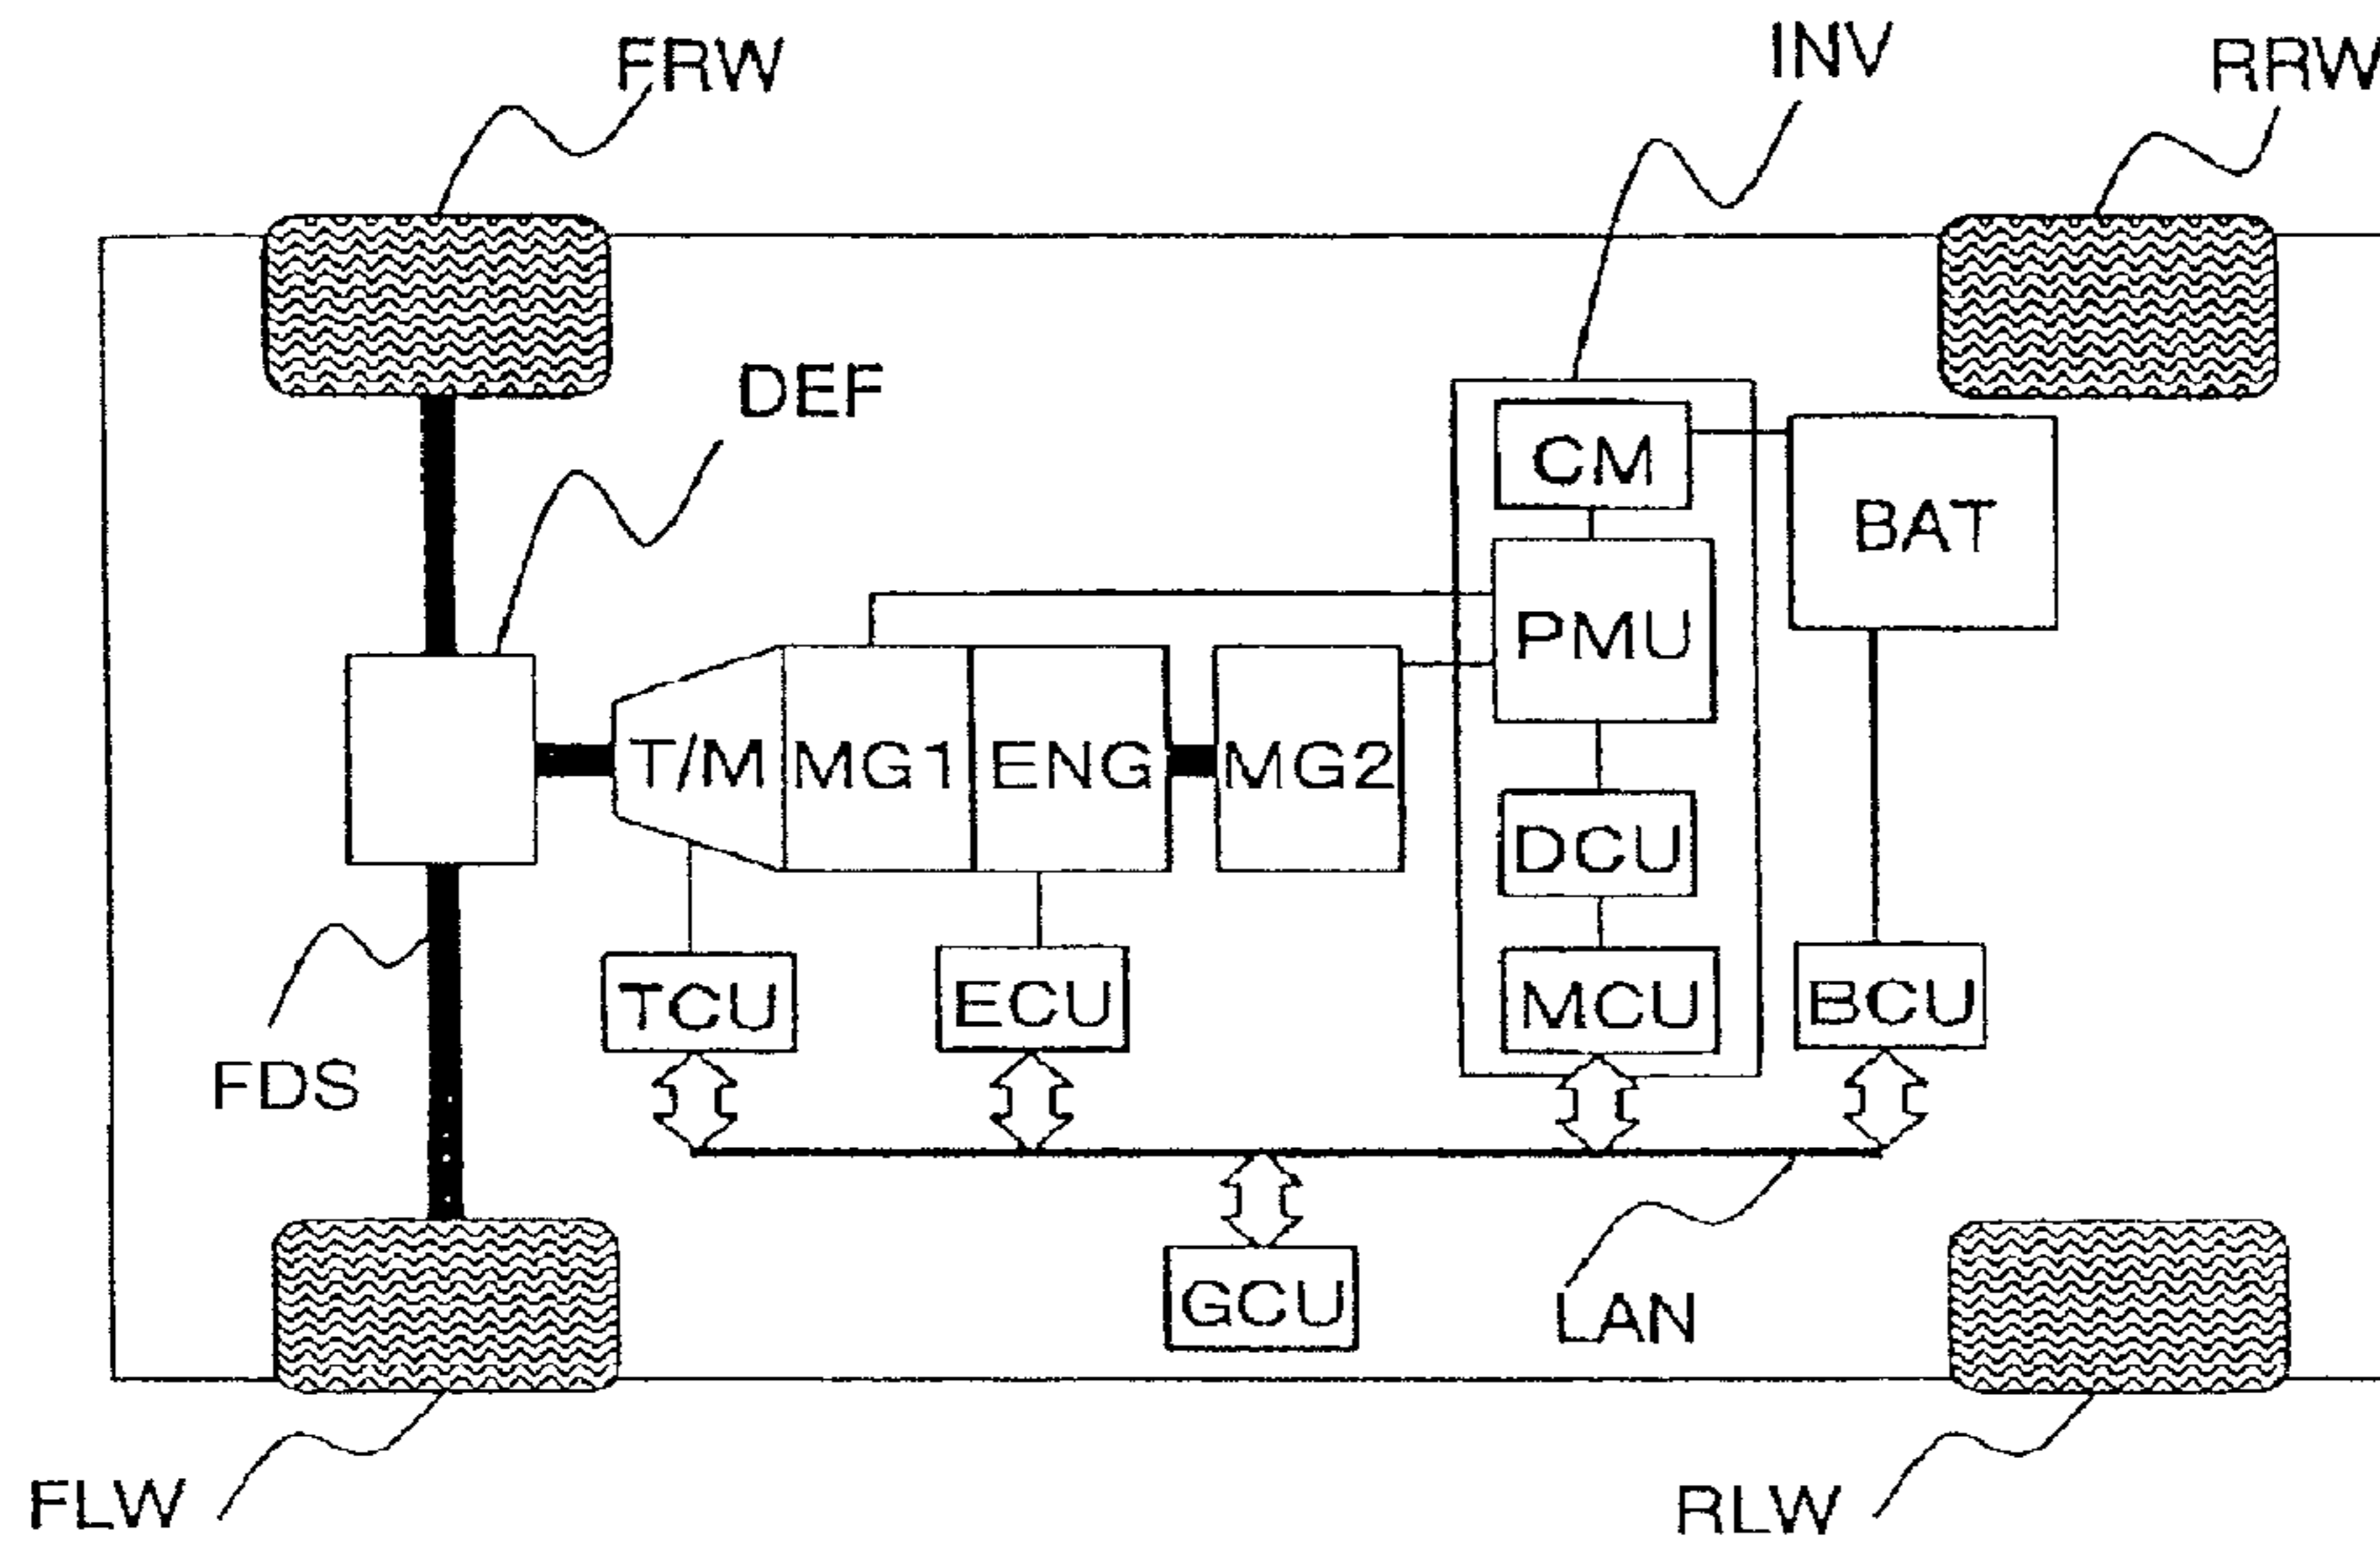 FRW
INV
RRW
DEF
CM
BAT
PMU
T/M
MG1
ENG
MG2
DCU
TCU
ECU
MCU
BCU
FDS
GCU
LAN
FLW
RLW